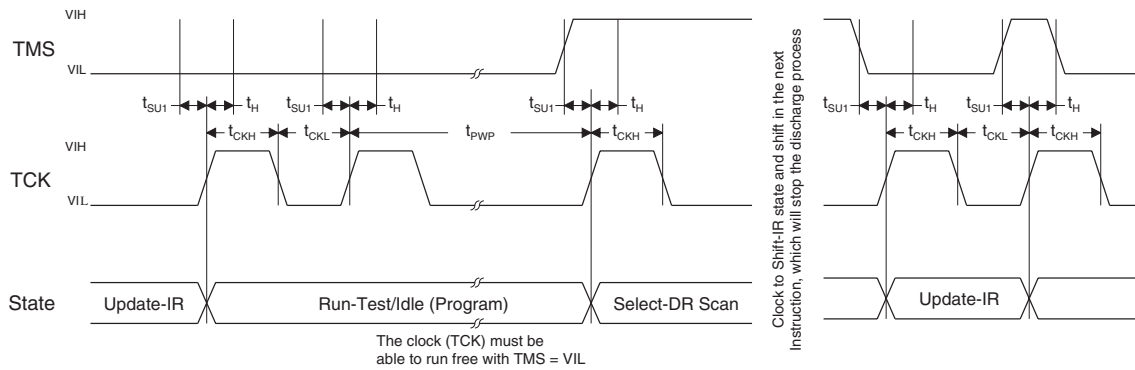 VIH
TMS
VIL
tSU1 tH tSU1 tH tSU1 tH tSU1 tH tSU1 tH
tCKH tCKL tPWP tCKH tCKH tCKL tCKH
VIH
TCK
VIL
State
Update-IR Run-Test/Idle (Program) Select-DR Scan Update-IR
The clock (TCK) must be
able to run free with TMS = VIL
Clock to Shift-IR state and shift in the next
Instruction, which will stop the discharge process